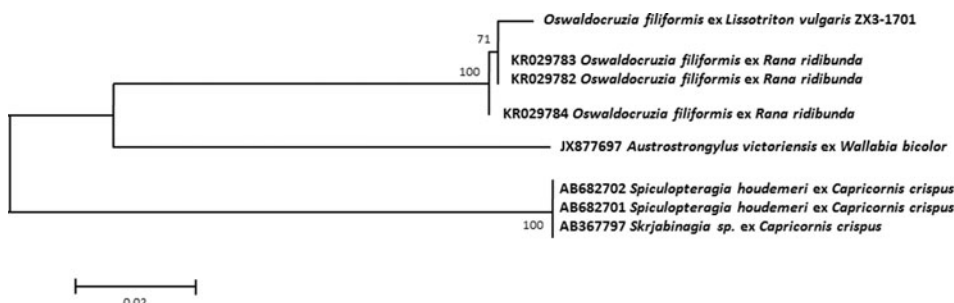 Oswaldocruzia filiformis ex Lissotriton vulgaris ZX3-1701
71
KR029783 Oswaldocruzia filiformis ex Rana ridibunda
100
KR029782 Oswaldocruzia filiformis ex Rana ridibunda
KR029784 Oswaldocruzia filiformis ex Rana ridibunda
JX877697 Austrostrongylus victoriensis ex Wallabia bicolor
AB682702 Spiculopteragia houdemeri ex Capricornis crispus
AB682701 Spiculopteragia houdemeri ex Capricornis crispus
100
AB367797 Skrjabinagia sp. ex Capricornis crispus
0.02